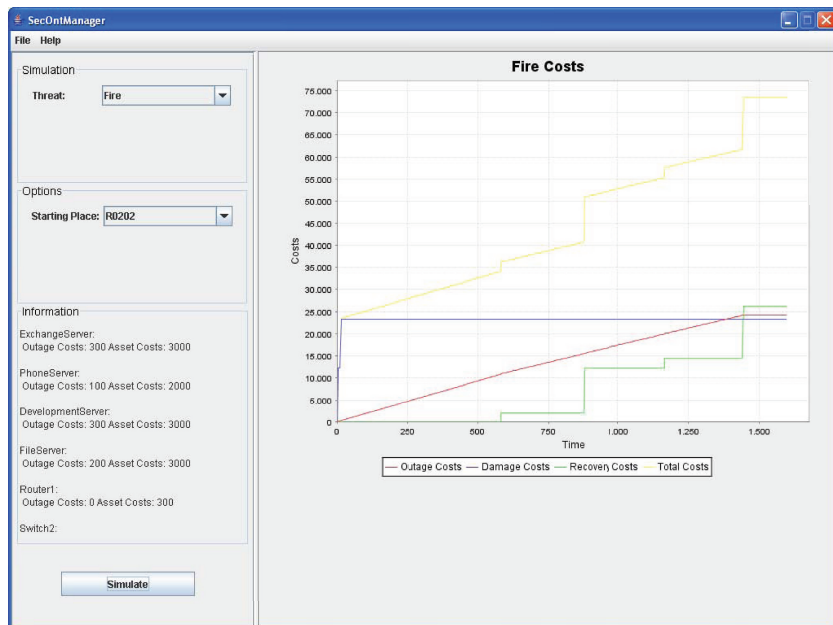 SecOntManager
File Help
Simulation
Threat: Fire
Options
Starting Place: R0202
Information
ExchangeServer:
Outage Costs: 300 Asset Costs: 3000
PhoneServer:
Outage Costs: 100 Asset Costs: 2000
DevelopmentServer:
Outage Costs: 300 Asset Costs: 3000
FileServer:
Outage Costs: 200 Asset Costs: 3000
Router1:
Outage Costs: 0 Asset Costs: 300
Switch2:
Simulate
Fire Costs
75.000
70.000
65.000
60.000
55.000
50.000
45.000
40.000
35.000
30.000
25.000
20.000
15.000
10.000
5.000
0
Costs
0 250 500 750 1.000 1.250 1.500
Time
Outage Costs Damage Costs Recovery Costs Total Costs